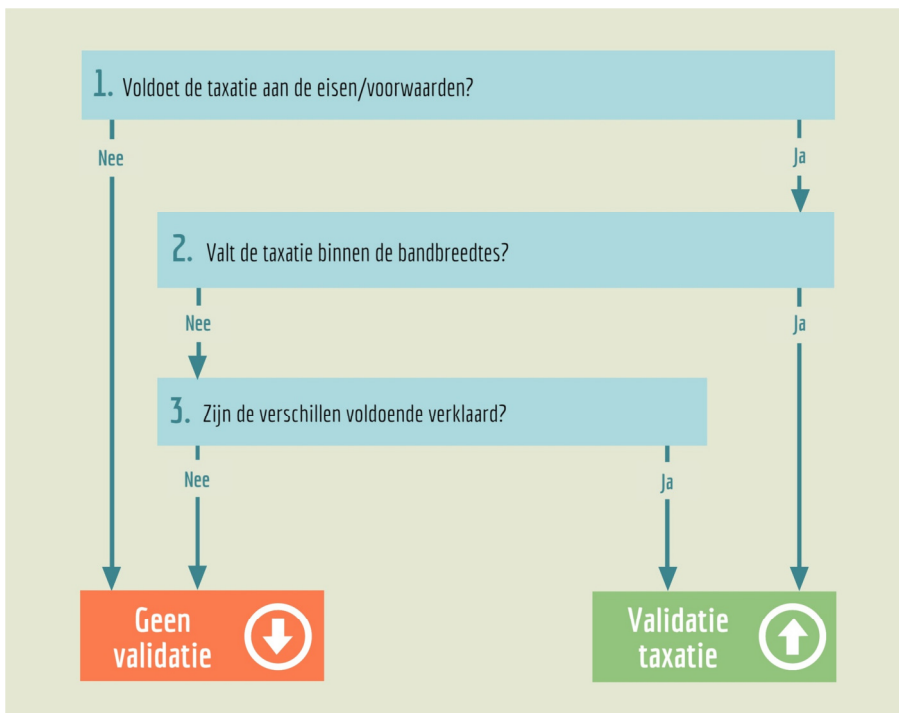 1. Voldoet de taxatie aan de eisen/voorwaarden?
Nee
Ja
2. Valt de taxatie binnen de bandbreedtes?
Nee
Ja
3. Zijn de verschillen voldoende verklaard?
Nee
Ja
Geen
validatie
Validatie
taxatie